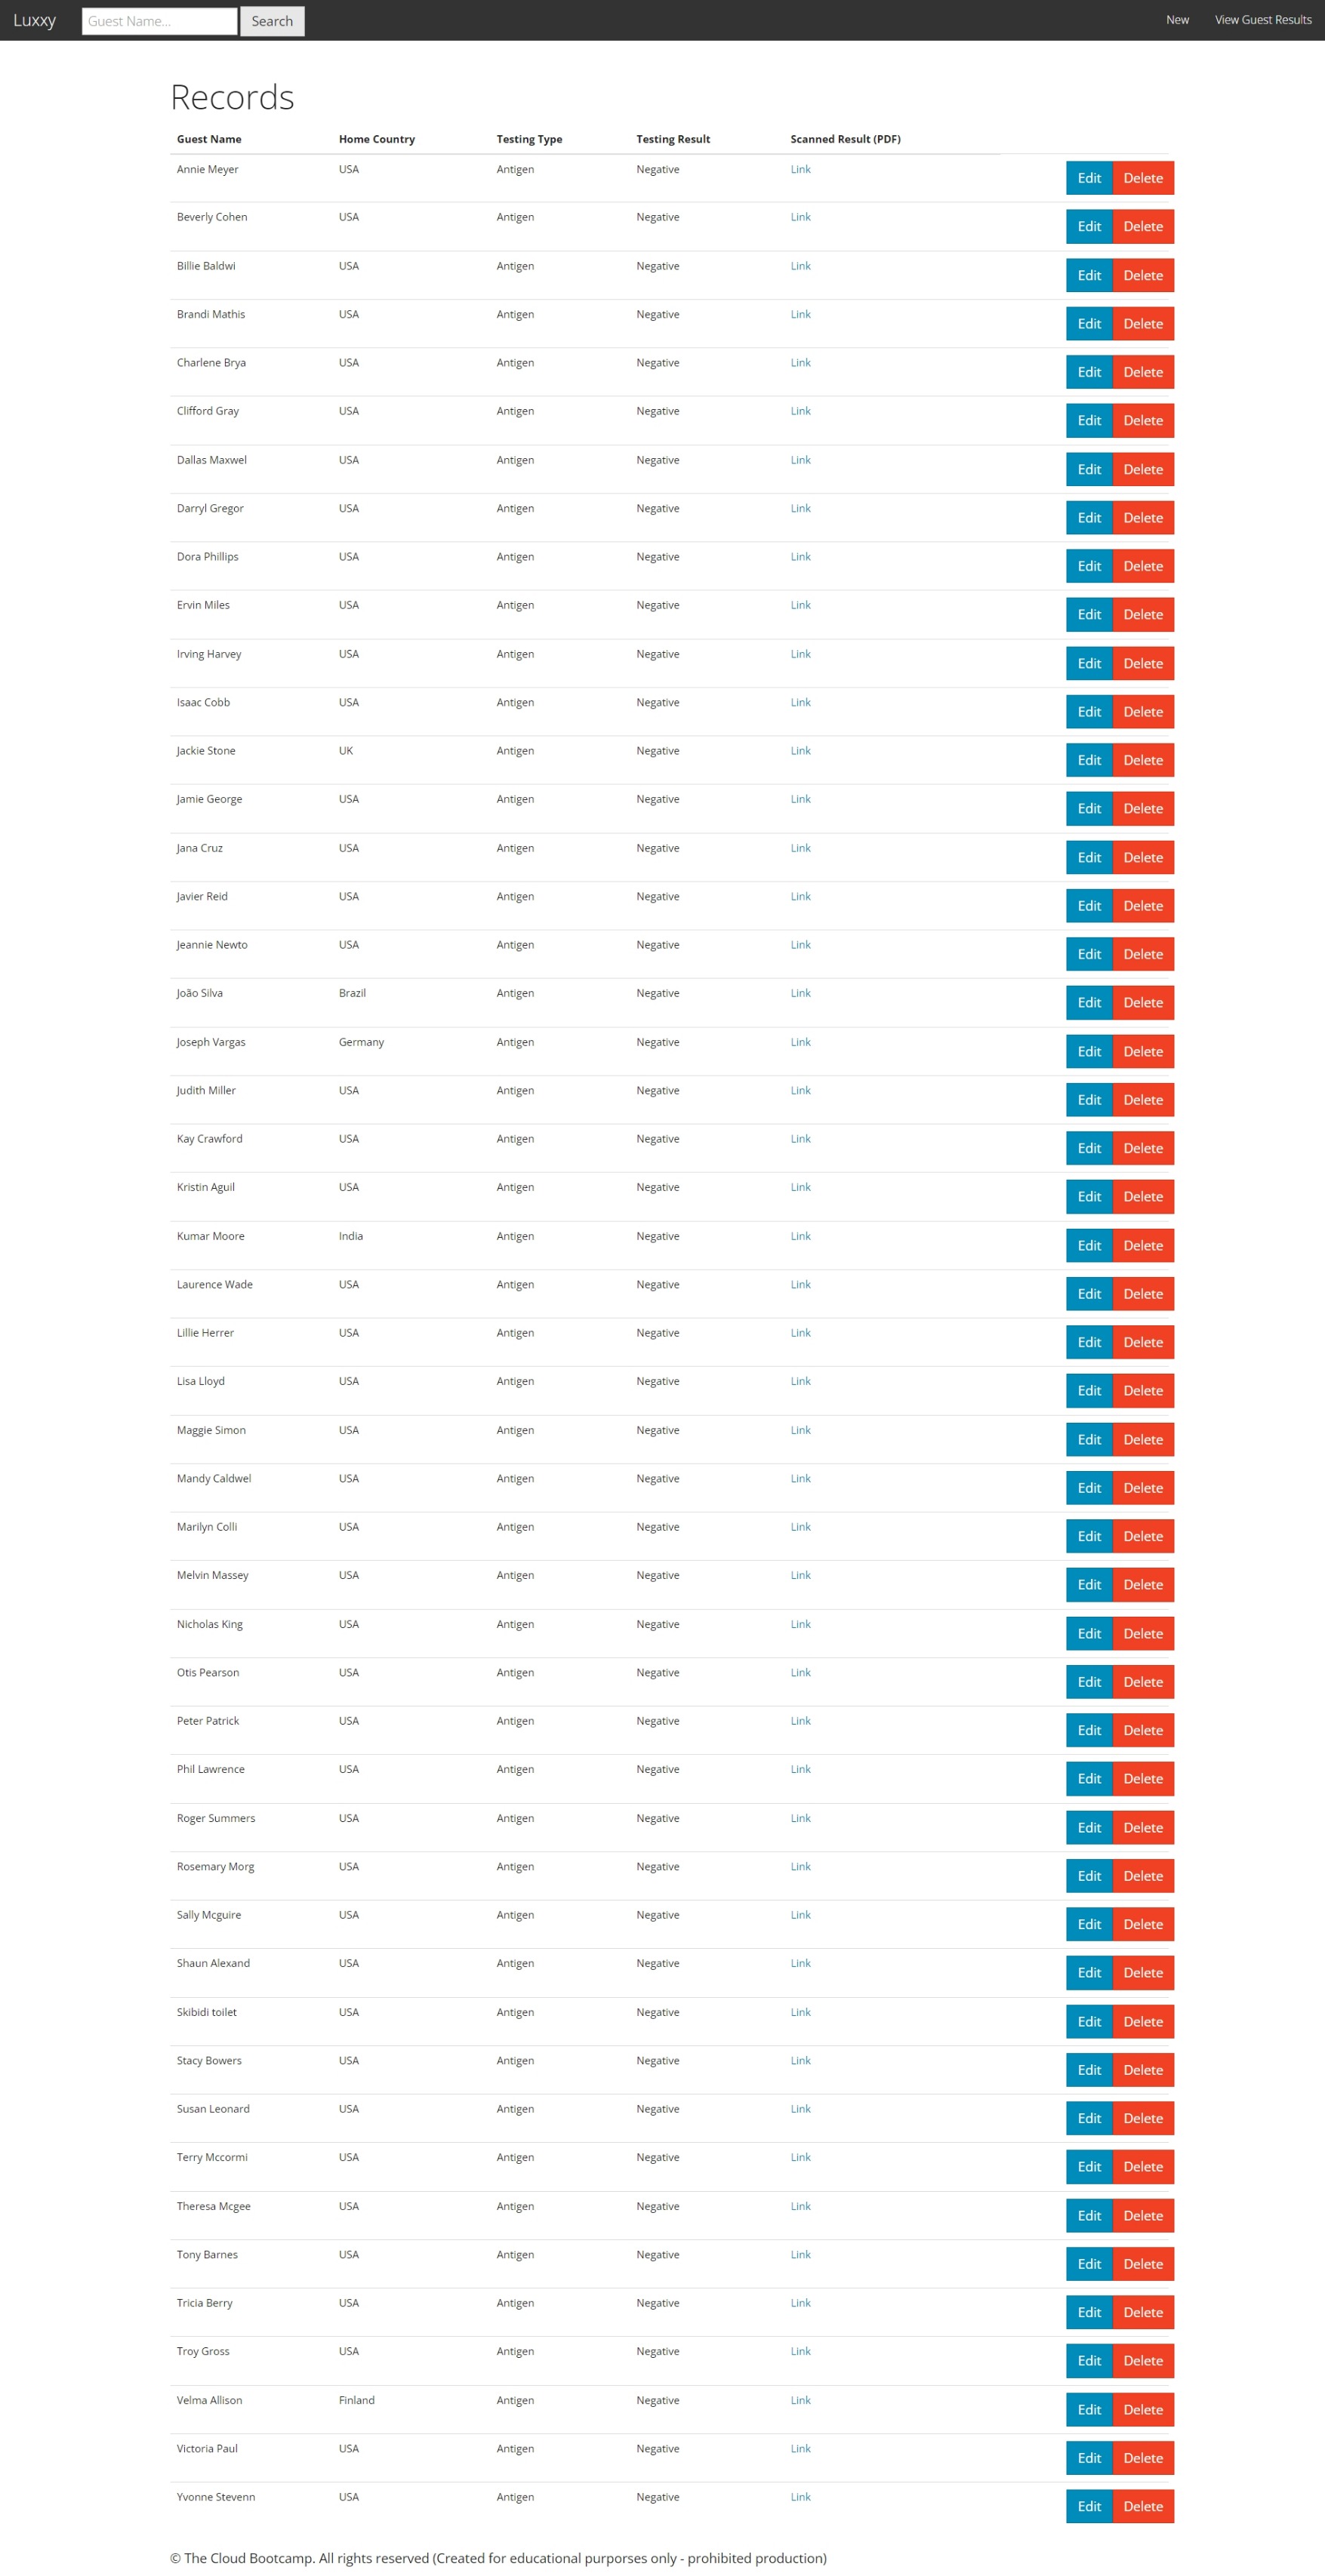 Luxxy Guest Name... Search New View Guest Results
Records
Guest Name Home Country Testing Type Testing Result Scanned Result (PDF)
Annie Meyer USA Antigen Negative Link Edit Delete
Beverly Cohen USA Antigen Negative Link Edit Delete
Billie Baldwi USA Antigen Negative Link Edit Delete
Brandi Mathis USA Antigen Negative Link Edit Delete
Charlene Brya USA Antigen Negative Link Edit Delete
Clifford Gray USA Antigen Negative Link Edit Delete
Dallas Maxwel USA Antigen Negative Link Edit Delete
Darryl Gregor USA Antigen Negative Link Edit Delete
Dora Phillips USA Antigen Negative Link Edit Delete
Ervin Miles USA Antigen Negative Link Edit Delete
Irving Harvey USA Antigen Negative Link Edit Delete
Isaac Cobb USA Antigen Negative Link Edit Delete
Jackie Stone UK Antigen Negative Link Edit Delete
Jamie George USA Antigen Negative Link Edit Delete
Jana Cruz USA Antigen Negative Link Edit Delete
Javier Reid USA Antigen Negative Link Edit Delete
Jeannie Newto USA Antigen Negative Link Edit Delete
João Silva Brazil Antigen Negative Link Edit Delete
Joseph Vargas Germany Antigen Negative Link Edit Delete
Judith Miller USA Antigen Negative Link Edit Delete
Kay Crawford USA Antigen Negative Link Edit Delete
Kristin Aguil USA Antigen Negative Link Edit Delete
Kumar Moore India Antigen Negative Link Edit Delete
Laurence Wade USA Antigen Negative Link Edit Delete
Lillie Herrer USA Antigen Negative Link Edit Delete
Lisa Lloyd USA Antigen Negative Link Edit Delete
Maggie Simon USA Antigen Negative Link Edit Delete
Mandy Caldwel USA Antigen Negative Link Edit Delete
Marilyn Colli USA Antigen Negative Link Edit Delete
Melvin Massey USA Antigen Negative Link Edit Delete
Nicholas King USA Antigen Negative Link Edit Delete
Otis Pearson USA Antigen Negative Link Edit Delete
Peter Patrick USA Antigen Negative Link Edit Delete
Phil Lawrence USA Antigen Negative Link Edit Delete
Roger Summers USA Antigen Negative Link Edit Delete
Rosemary Morg USA Antigen Negative Link Edit Delete
Sally Mcguire USA Antigen Negative Link Edit Delete
Shaun Alexand USA Antigen Negative Link Edit Delete
Skibidi toilet USA Antigen Negative Link Edit Delete
Stacy Bowers USA Antigen Negative Link Edit Delete
Susan Leonard USA Antigen Negative Link Edit Delete
Terry Mccormi USA Antigen Negative Link Edit Delete
Theresa Mcgee USA Antigen Negative Link Edit Delete
Tony Barnes USA Antigen Negative Link Edit Delete
Tricia Berry USA Antigen Negative Link Edit Delete
Troy Gross USA Antigen Negative Link Edit Delete
Velma Allison Finland Antigen Negative Link Edit Delete
Victoria Paul USA Antigen Negative Link Edit Delete
Yvonne Stevenn USA Antigen Negative Link Edit Delete
© The Cloud Bootcamp. All rights reserved (Created for educational purporses only - prohibited production)